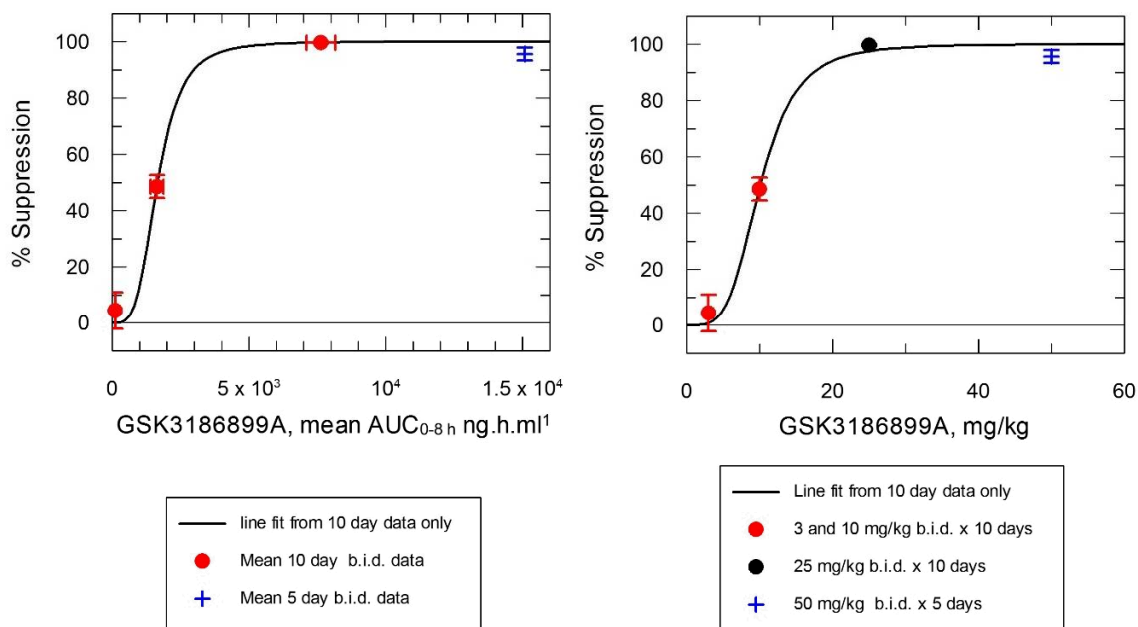 100
80
60
40
20
0
% Suppression
0
5 x 10³
10⁴
1.5 x 10⁴
GSK3186899A, mean AUC₀₋₈ ₕ ng.h.ml¹
line fit from 10 day data only
Mean 10 day b.i.d. data
Mean 5 day b.i.d. data
100
80
60
40
20
0
% Suppression
0
20
40
60
GSK3186899A, mg/kg
Line fit from 10 day data only
3 and 10 mg/kg b.i.d. x 10 days
25 mg/kg b.i.d. x 10 days
50 mg/kg b.i.d. x 5 days